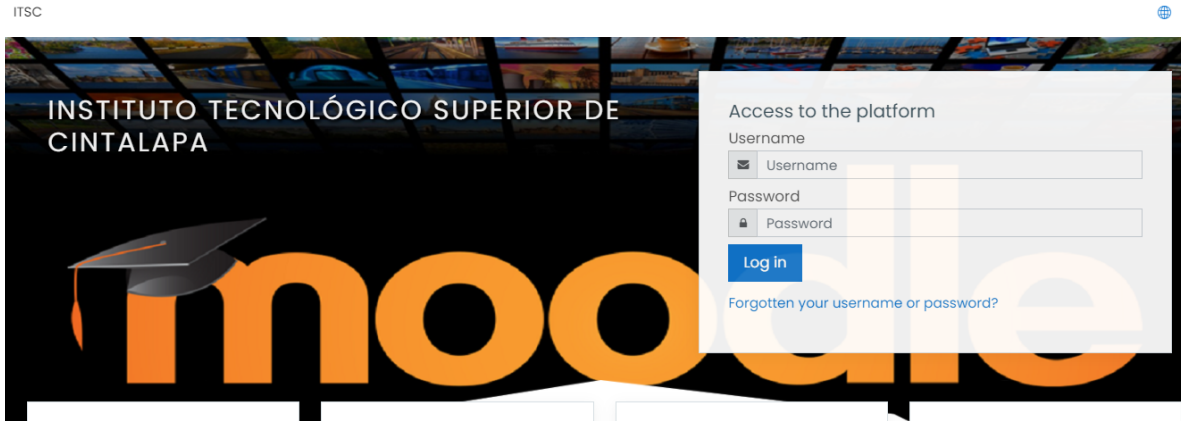 ITSC
INSTITUTO TECNOLÓGICO SUPERIOR DE
CINTALAPA
Access to the platform
Username
Username
Password
Password
Log in
Forgotten your username or password?
moodle